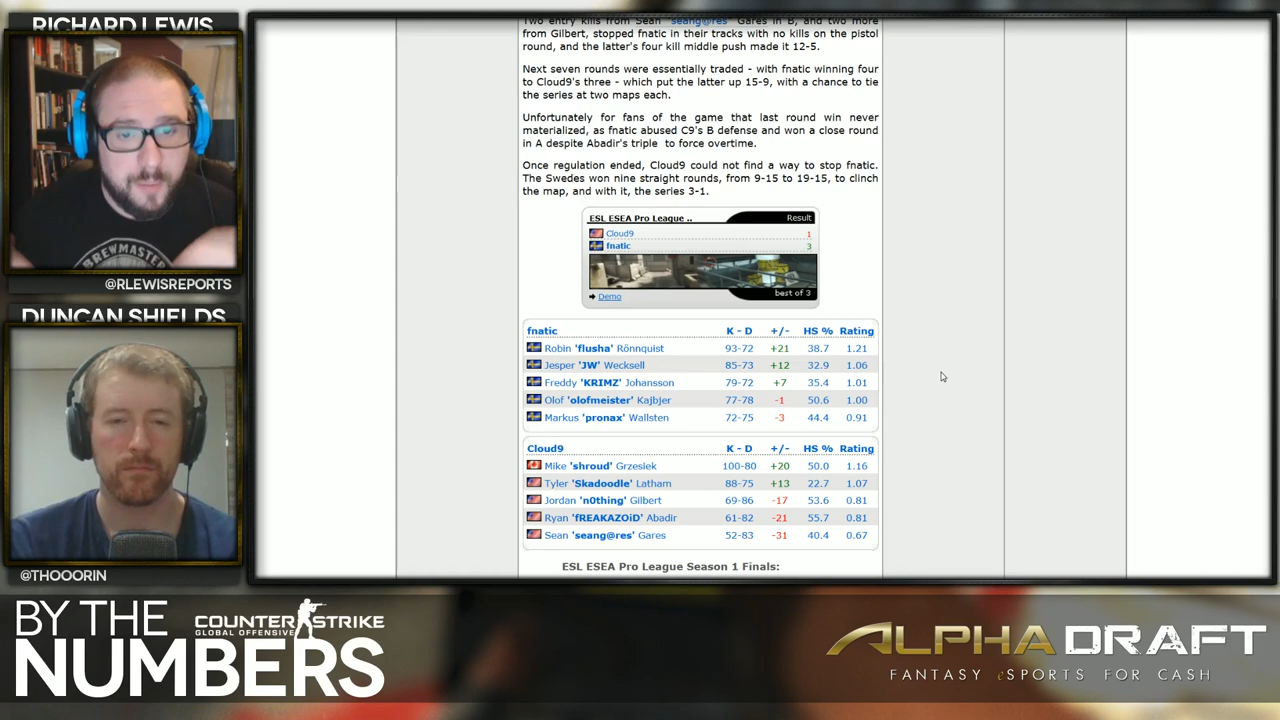 RICHARD LEWIS
@RLEWISREPORTS
DUNCAN SHIELDS
@THOOORIN
Two entry kills from Sean "seang@res" Gares in B, and two more
from Gilbert, stopped fnatic in their tracks with no kills on the pistol
round, and the latter's four kill middle push made it 12-5.
Next seven rounds were essentially traded - with fnatic winning four
to Cloud9's three - which put the latter up 15-9, with a chance to tie
the series at two maps each.
Unfortunately for fans of the game that last round win never
materialized, as fnatic abused C9's B defense and won a close round
in A despite Abadir's triple to force overtime.
Once regulation ended, Cloud9 could not find a way to stop fnatic.
The Swedes won nine straight rounds, from 9-15 to 19-15, to clinch
the map, and with it, the series 3-1.
ESL ESEA Pro League .. Result
Cloud9 1
fnatic 3
Demo best of 3
fnatic K - D +/- HS % Rating
Robin 'flusha' Rönnquist 93-72 +21 38.7 1.21
Jesper 'JW' Wecksell 85-73 +12 32.9 1.06
Freddy 'KRIMZ' Johansson 79-72 +7 35.4 1.01
Olof 'olofmeister' Kajbjer 77-78 -1 50.6 1.00
Markus 'pronax' Wallsten 72-75 -3 44.4 0.91
Cloud9 K - D +/- HS % Rating
Mike 'shroud' Grzesiek 100-80 +20 50.0 1.16
Tyler 'Skadoodle' Latham 88-75 +13 22.7 1.07
Jordan 'n0thing' Gilbert 69-86 -17 53.6 0.81
Ryan 'fREAKAZOiD' Abadir 61-82 -21 55.7 0.81
Sean 'seang@res' Gares 52-83 -31 40.4 0.67
ESL ESEA Pro League Season 1 Finals:
BY THE
NUMBERS
COUNTER STRIKE
GLOBAL OFFENSIVE
ALPHADRAFT
FANTASY eSPORTS FOR CASH
BREWMASTER